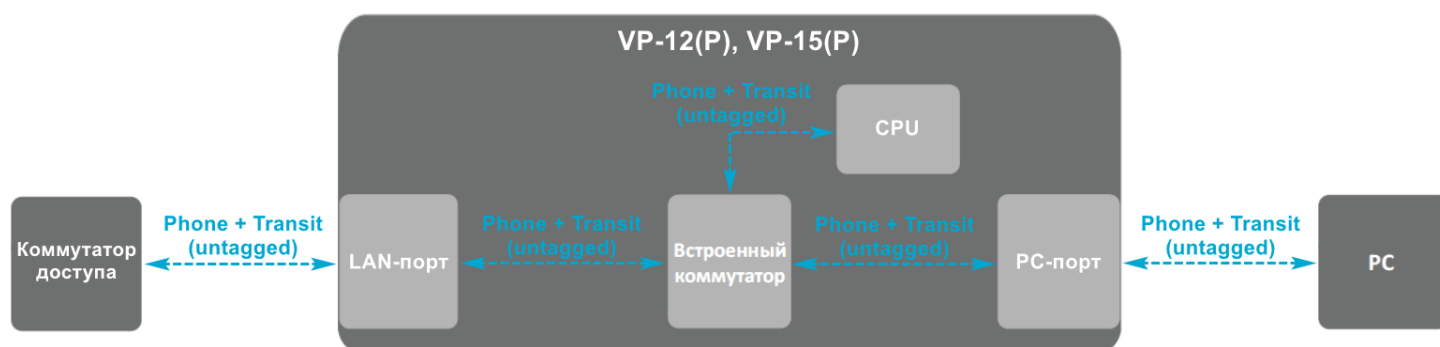 VP-12(P), VP-15(P)
Phone + Transit
(untagged)
CPU
Коммутатор
доступа
Phone + Transit
(untagged)
LAN-порт
Phone + Transit
(untagged)
Встроенный
коммутатор
Phone + Transit
(untagged)
PC-порт
Phone + Transit
(untagged)
PC